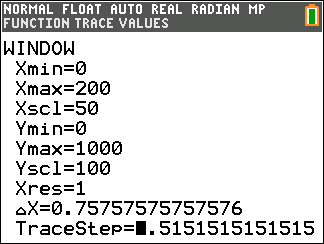 NORMAL FLOAT AUTO REAL RADIAN MP
FUNCTION TRACE VALUES
WINDOW
Xmin=0
Xmax=200
Xscl=50
Ymin=0
Ymax=1000
Yscl=100
Xres=1
△X=0.75757575757576
TraceStep=.5151515151515